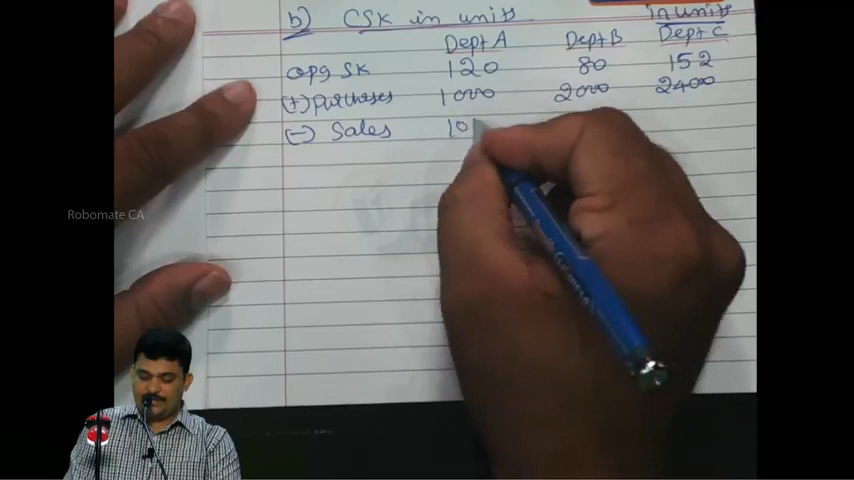 b) CSK in units in units
Dept A Dept B Dept C
opg SK 120 80 152
(+) purchases 1000 2000 2400
(-) Sales 10
Robomate CA